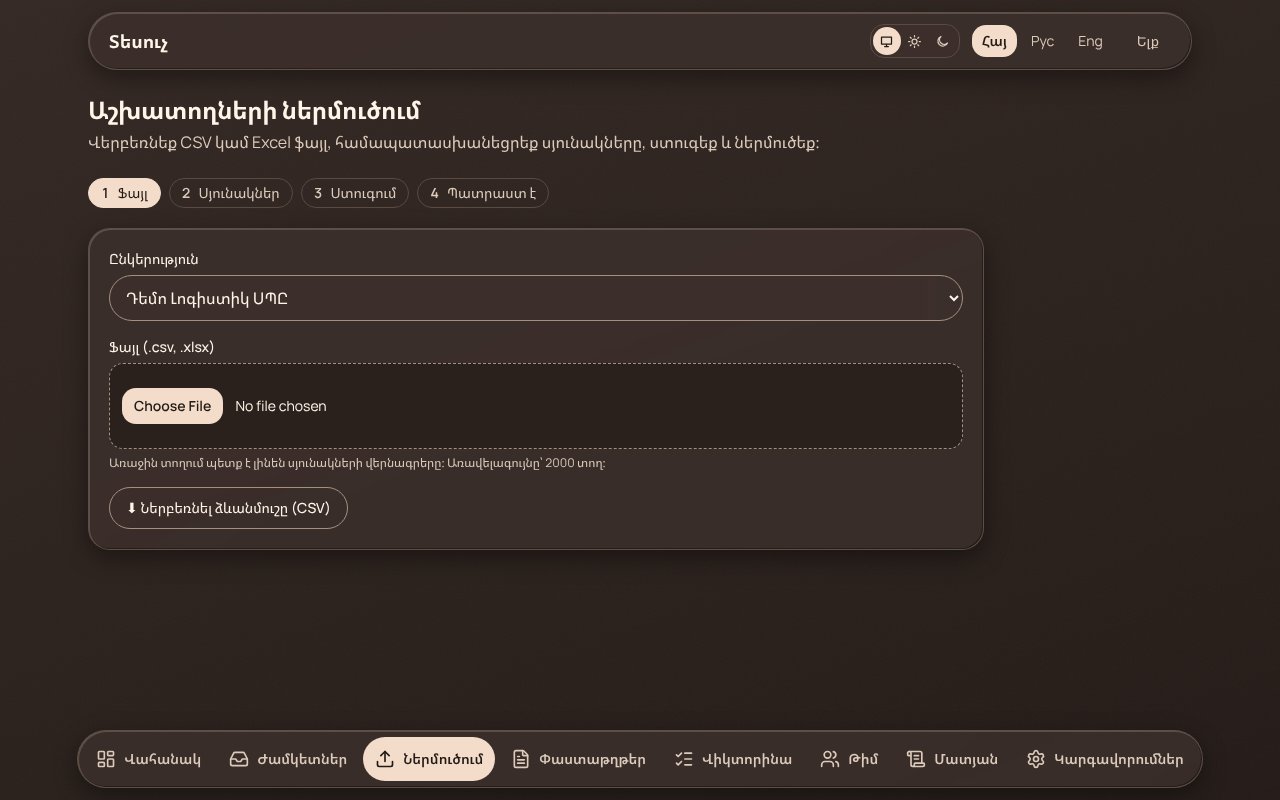 Տեսուչ
Հայ Рус Eng Ելք
Աշխատողների ներմուծում
Վերբեռնեք CSV կամ Excel ֆայլ, համապատասխանեցրեք սյունակները, ստուգեք և ներմուծեք:
1 Ֆայլ 2 Սյունակներ 3 Ստուգում 4 Պատրաստ է
Ընկերություն
Դեմո Լոգիստիկ ՍՊԸ
Ֆայլ (.csv, .xlsx)
Choose File No file chosen
Առաջին տողում պետք է լինեն սյունակների վերնագրերը: Առավելագույնը՝ 2000 տող:
⬇ Ներբեռնել ձևանմուշը (CSV)
Վահանակ Ժամկետներ Ներմուծում Փաստաթղթեր Վիկտորինա Թիմ Մատյան Կարգավորումներ